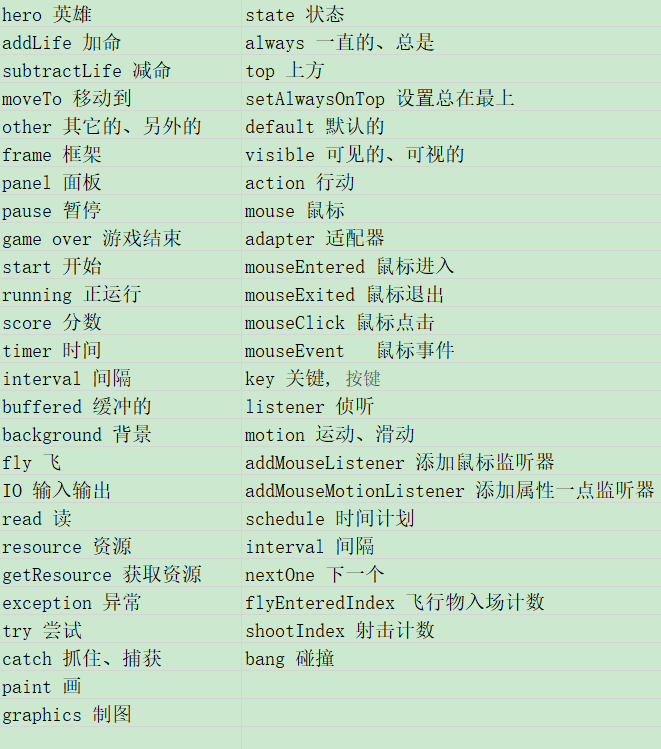 hero 英雄
addLife 加命
subtractLife 减命
moveTo 移动到
other 其它的、另外的
frame 框架
panel 面板
pause 暂停
game over 游戏结束
start 开始
running 正运行
score 分数
timer 时间
interval 间隔
buffered 缓冲的
background 背景
fly 飞
IO 输入输出
read 读
resource 资源
getResource 获取资源
exception 异常
try 尝试
catch 抓住、捕获
paint 画
graphics 制图
state 状态
always 一直的、总是
top 上方
setAlwaysOnTop 设置总在最上
default 默认的
visible 可见的、可视的
action 行动
mouse 鼠标
adapter 适配器
mouseEntered 鼠标进入
mouseExited 鼠标退出
mouseClick 鼠标点击
mouseEvent 鼠标事件
key 关键, 按键
listener 侦听
motion 运动、滑动
addMouseListener 添加鼠标监听器
addMouseMotionListener 添加属性一点监听器
schedule 时间计划
interval 间隔
nextOne 下一个
flyEnteredIndex 飞行物入场计数
shootIndex 射击计数
bang 碰撞